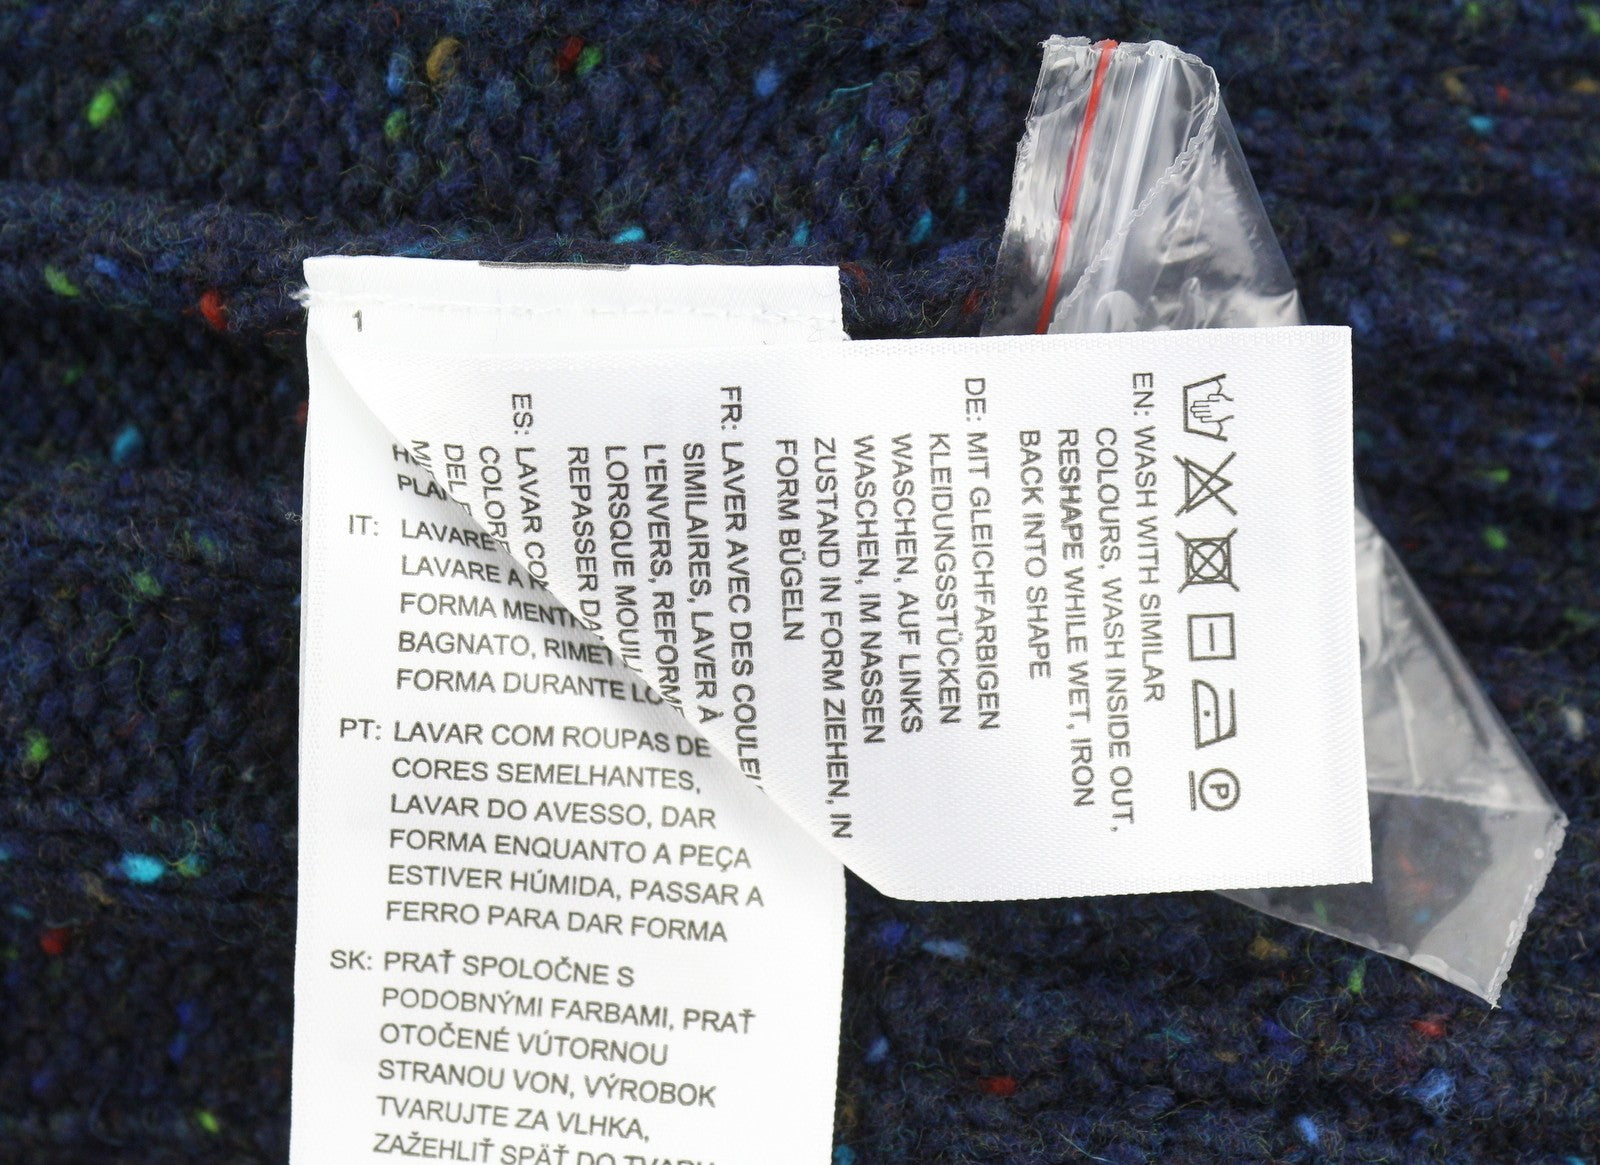 EN: WASH WITH SIMILAR
COLOURS, WASH INSIDE OUT,
RESHAPE WHILE WET, IRON
BACK INTO SHAPE
DE: MIT GLEICHFARBIGEN
KLEIDUNGSSTÜCKEN
WASCHEN, AUF LINKS
WASCHEN, IM NASSEN
ZUSTAND IN FORM ZIEHEN, IN
FORM BÜGELN
FR: LAVER AVEC DES
SIMILAIRES, LAVER À
L'ENVERS,
LORSQUE
REPASSER
ES: LAVAR
DEL
P
1
IT: LAVARE
LAVARE A
FORMA
BAGNATO,
FORMA DURANTE LO
PT: LAVAR COM ROUPAS DE
CORES SEMELHANTES,
LAVAR DO AVESSO, DAR
FORMA ENQUANTO A PEÇA
ESTIVER HÚMIDA, PASSAR A
FERRO PARA DAR FORMA
SK: PRAŤ SPOLOČNE S
PODOBNÝMI FARBAMI, PRAŤ
OTOČENÉ VÚTORNOU
STRANOU VON, VÝROBOK
TVARUJTE ZA VLHKA,
ZAŽEHLIŤ SPÄŤ DO